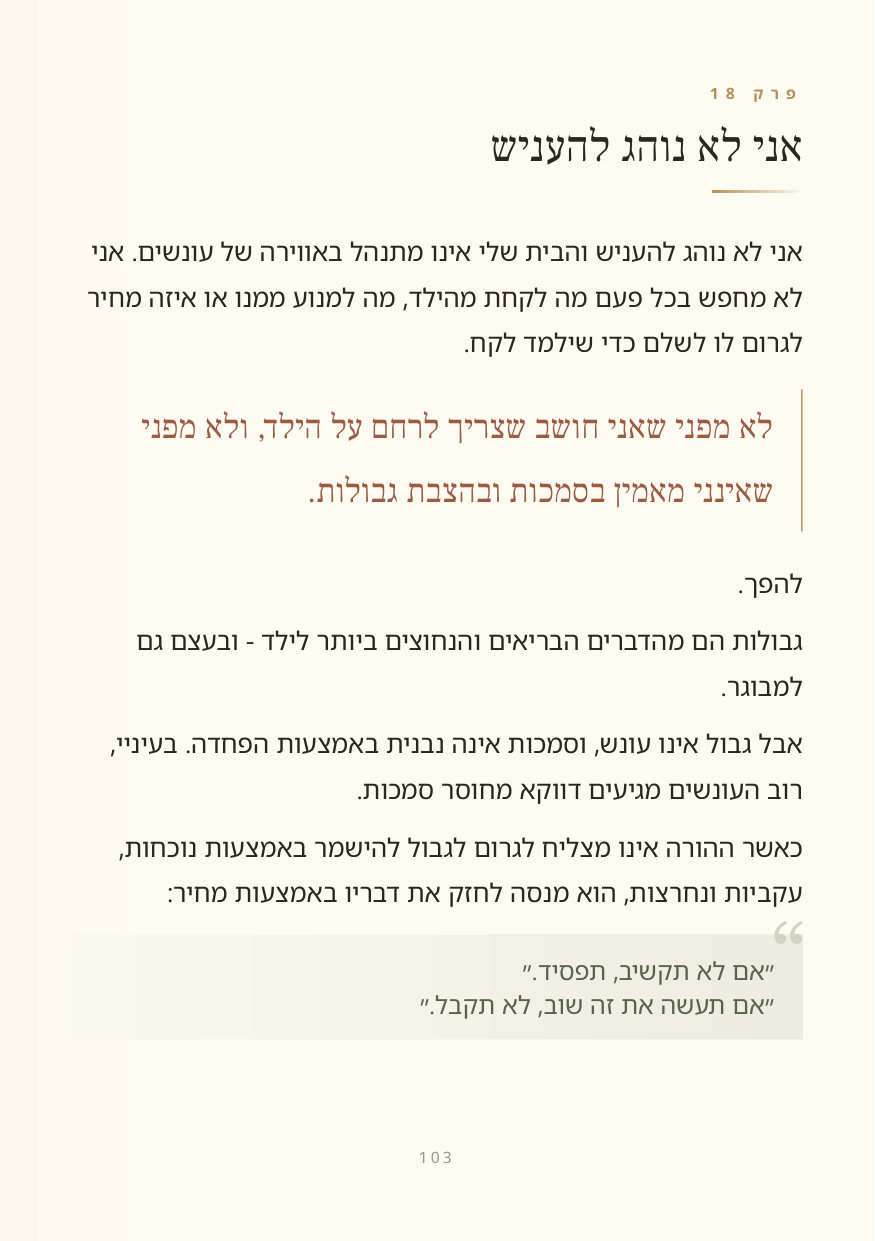 פרק 18
אני לא נוהג להעניש
אני לא נוהג להעניש והבית שלי אינו מתנהל באווירה של עונשים. אני
לא מחפש בכל פעם מה לקחת מהילד, מה למנוע ממנו או איזה מחיר
לגרום לו לשלם כדי שילמד לקח.
לא מפני שאני חושב שצריך לרחם על הילד, ולא מפני
שאינני מאמין בסמכות ובהצבת גבולות.
להפך.
גבולות הם מהדברים הבריאים והנחוצים ביותר לילד - ובעצם גם
למבוגר.
אבל גבול אינו עונש, וסמכות אינה נבנית באמצעות הפחדה. בעיניי,
רוב העונשים מגיעים דווקא מחוסר סמכות.
כאשר ההורה אינו מצליח לגרום לגבול להישמר באמצעות נוכחות,
עקביות ונחרצות, הוא מנסה לחזק את דבריו באמצעות מחיר:
“
״אם לא תקשיב, תפסיד.״
״אם תעשה את זה שוב, לא תקבל.״
103